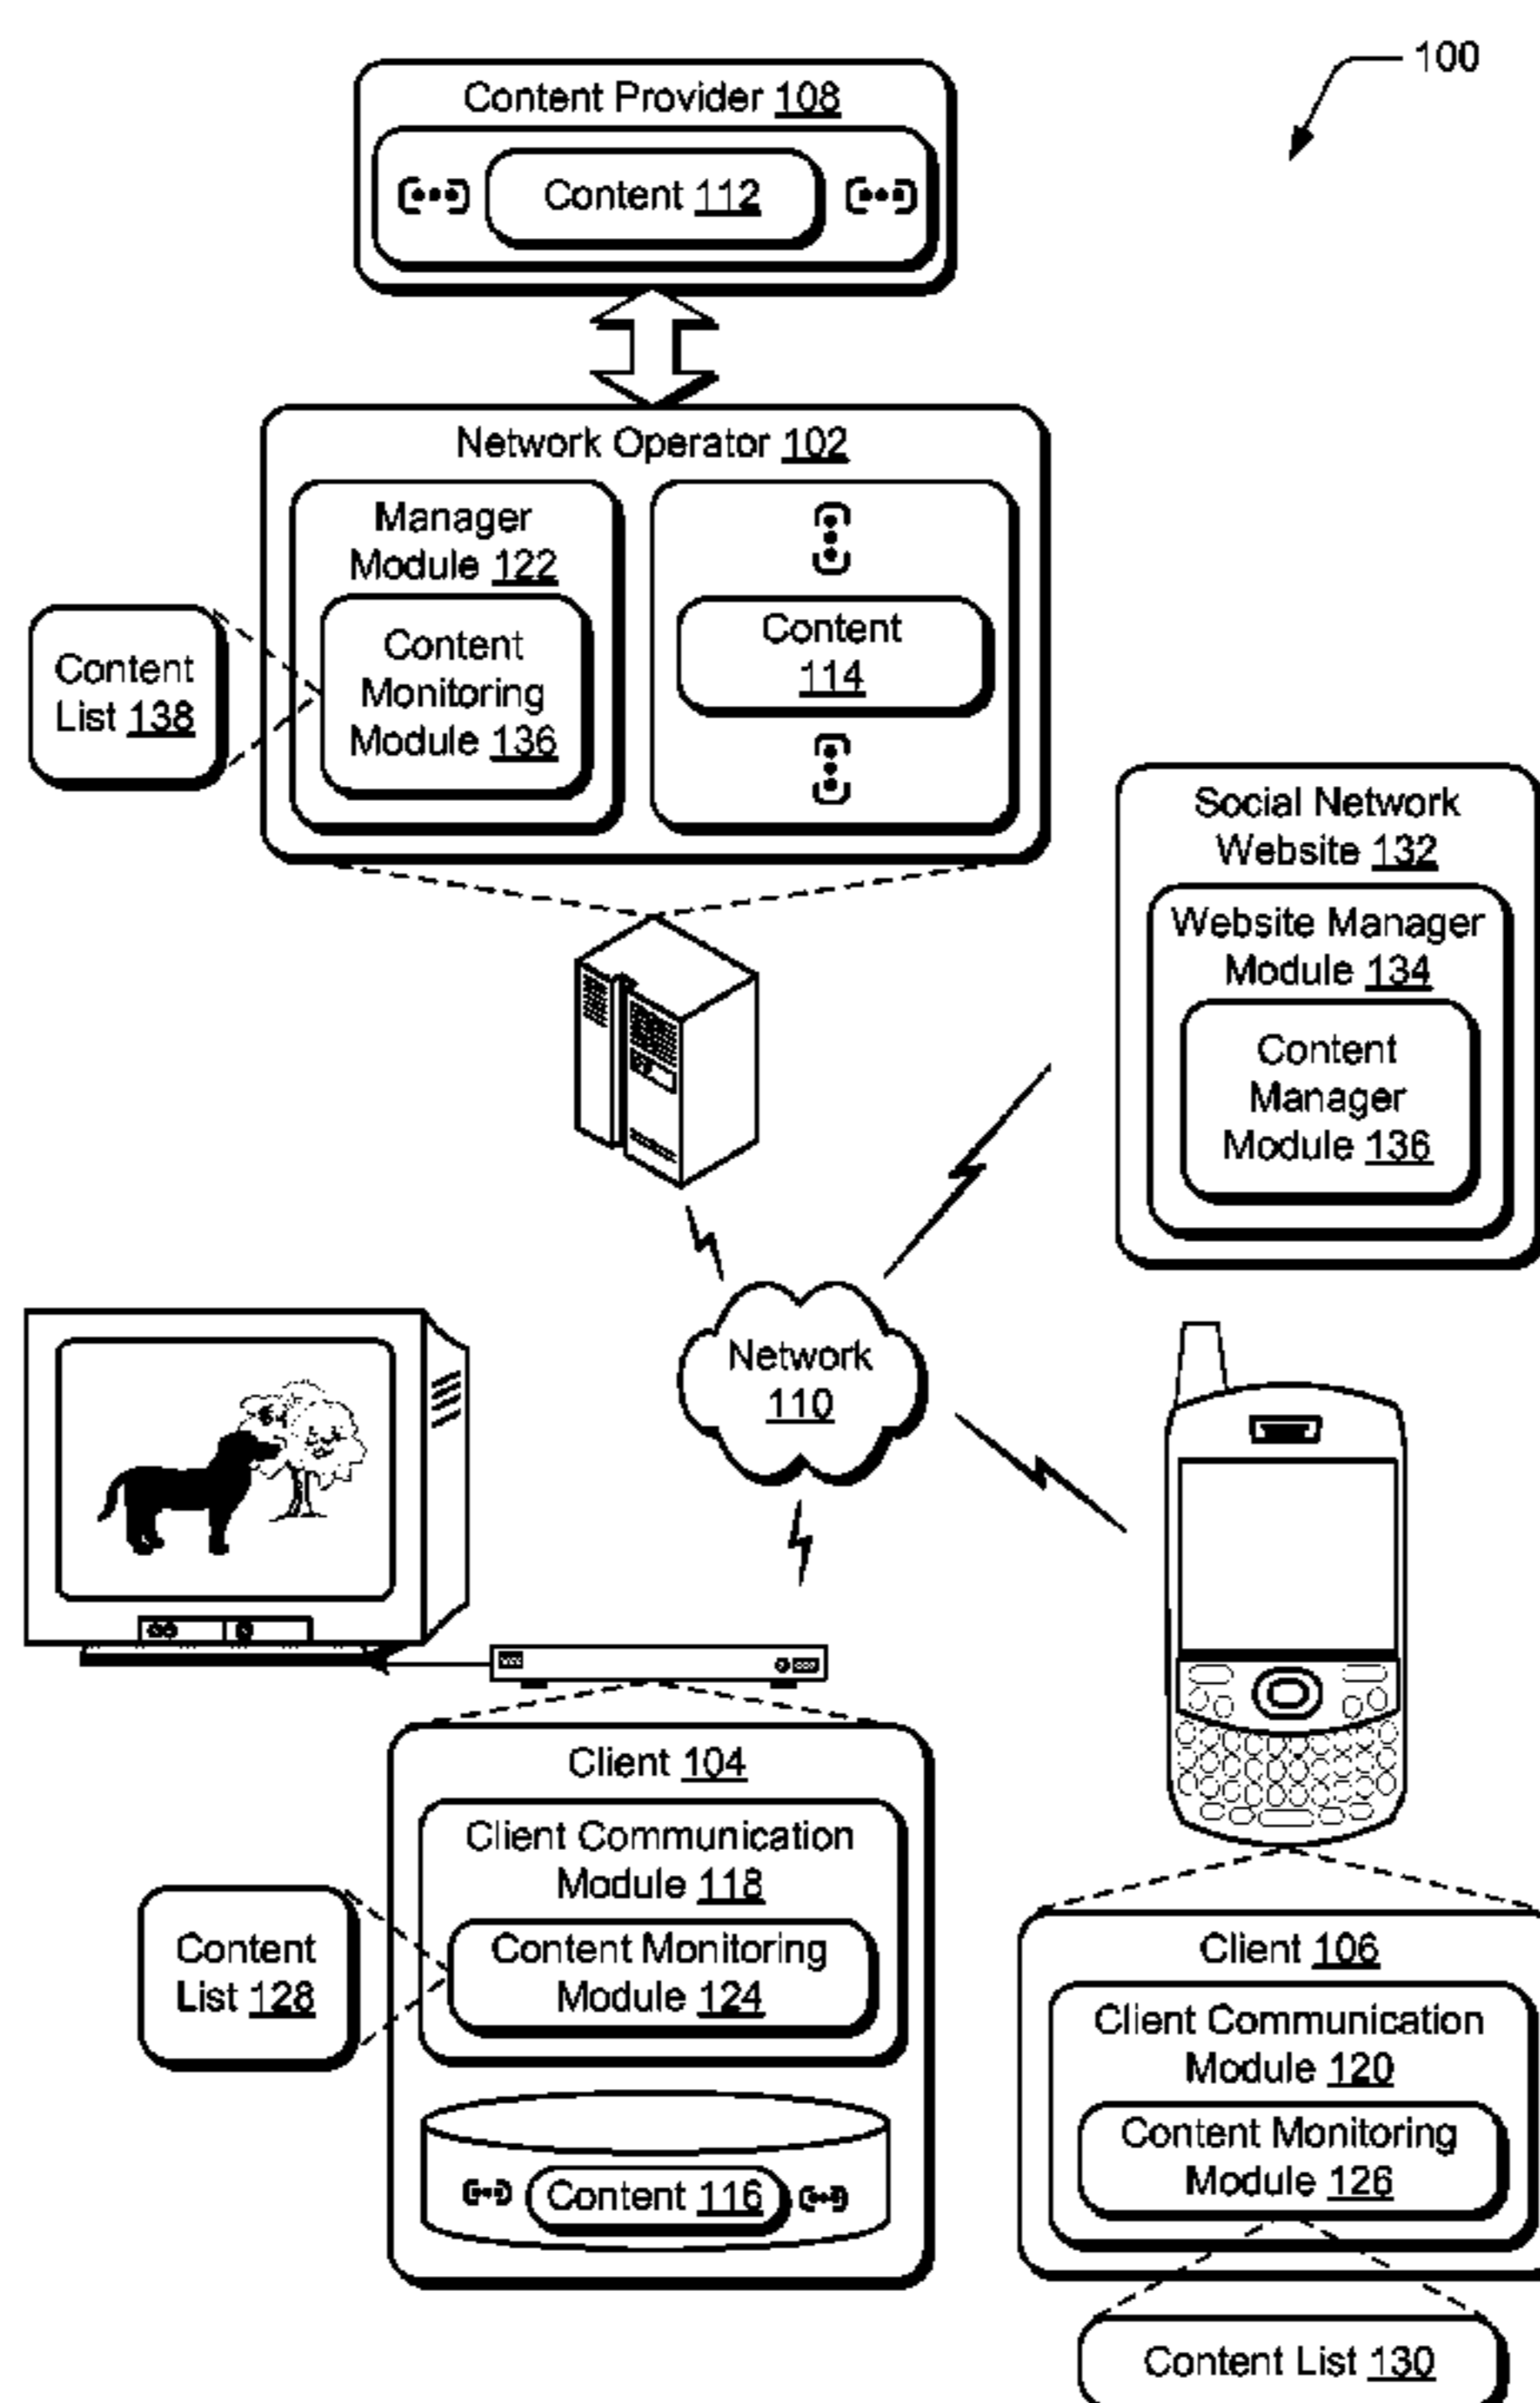 100
Content Provider 108
Content 112
Network Operator 102
Manager
Module 122
Content
Monitoring
Module 136
Content
114
Content
List 138
Social Network
Website 132
Website Manager
Module 134
Content
Manager
Module 136
Network
110
Client 104
Client Communication
Module 118
Content Monitoring
Module 124
Content
List 128
Content 116
Client 106
Client Communication
Module 120
Content Monitoring
Module 126
Content List 130